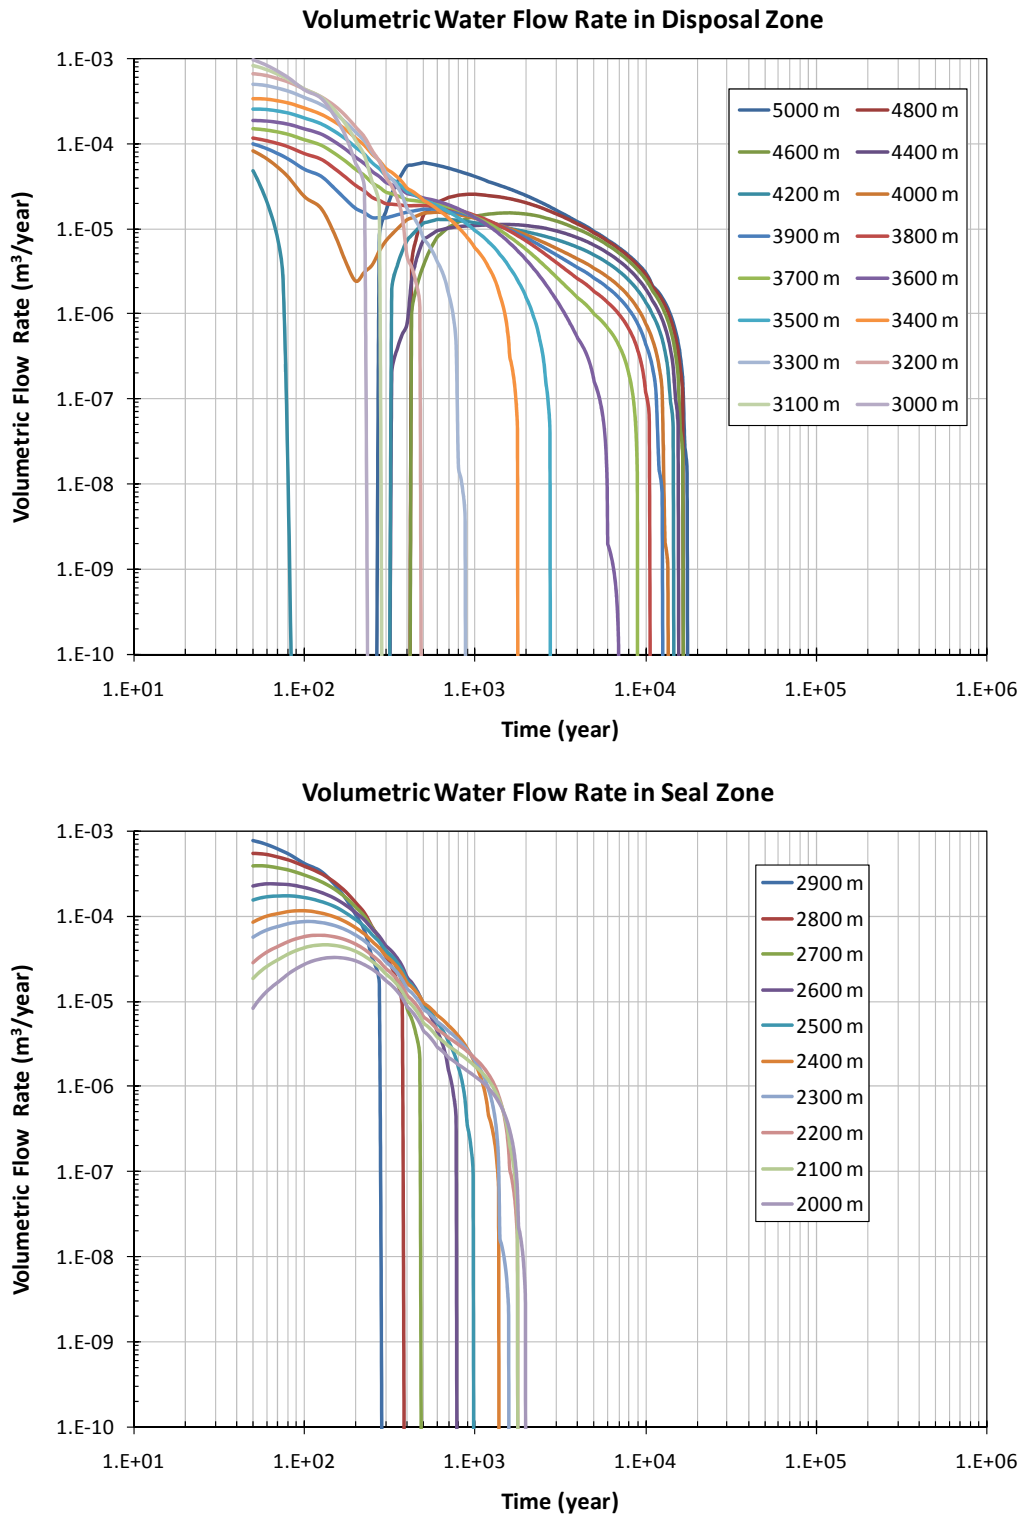 Volumetric Water Flow Rate in Disposal Zone
1.E-03
1.E-04
1.E-05
1.E-06
1.E-07
1.E-08
1.E-09
1.E-10
Volumetric Flow Rate (m³/year)
5000 m 4800 m
4600 m 4400 m
4200 m 4000 m
3900 m 3800 m
3700 m 3600 m
3500 m 3400 m
3300 m 3200 m
3100 m 3000 m
1.E+01 1.E+02 1.E+03 1.E+04 1.E+05 1.E+06
Time (year)
Volumetric Water Flow Rate in Seal Zone
1.E-03
1.E-04
1.E-05
1.E-06
1.E-07
1.E-08
1.E-09
1.E-10
Volumetric Flow Rate (m³/year)
2900 m
2800 m
2700 m
2600 m
2500 m
2400 m
2300 m
2200 m
2100 m
2000 m
1.E+01 1.E+02 1.E+03 1.E+04 1.E+05 1.E+06
Time (year)